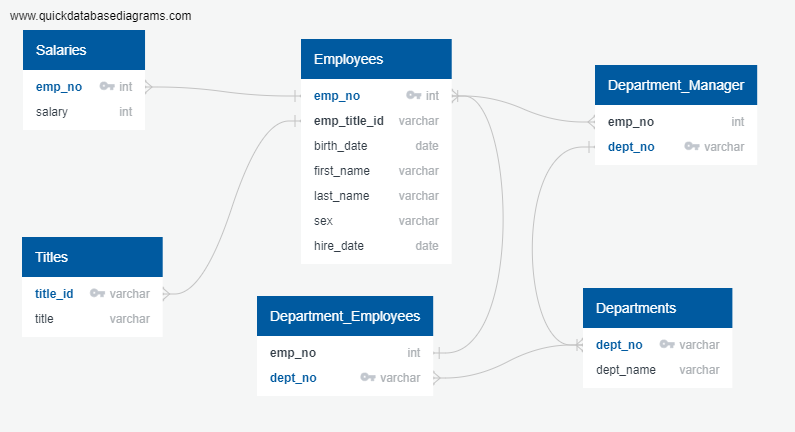 www.quickdatabasediagrams.com
Salaries
emp_no int
salary int
Employees
emp_no int
emp_title_id varchar
birth_date date
first_name varchar
last_name varchar
sex varchar
hire_date date
Department_Manager
emp_no int
dept_no varchar
Titles
title_id varchar
title varchar
Department_Employees
emp_no int
dept_no varchar
Departments
dept_no varchar
dept_name varchar